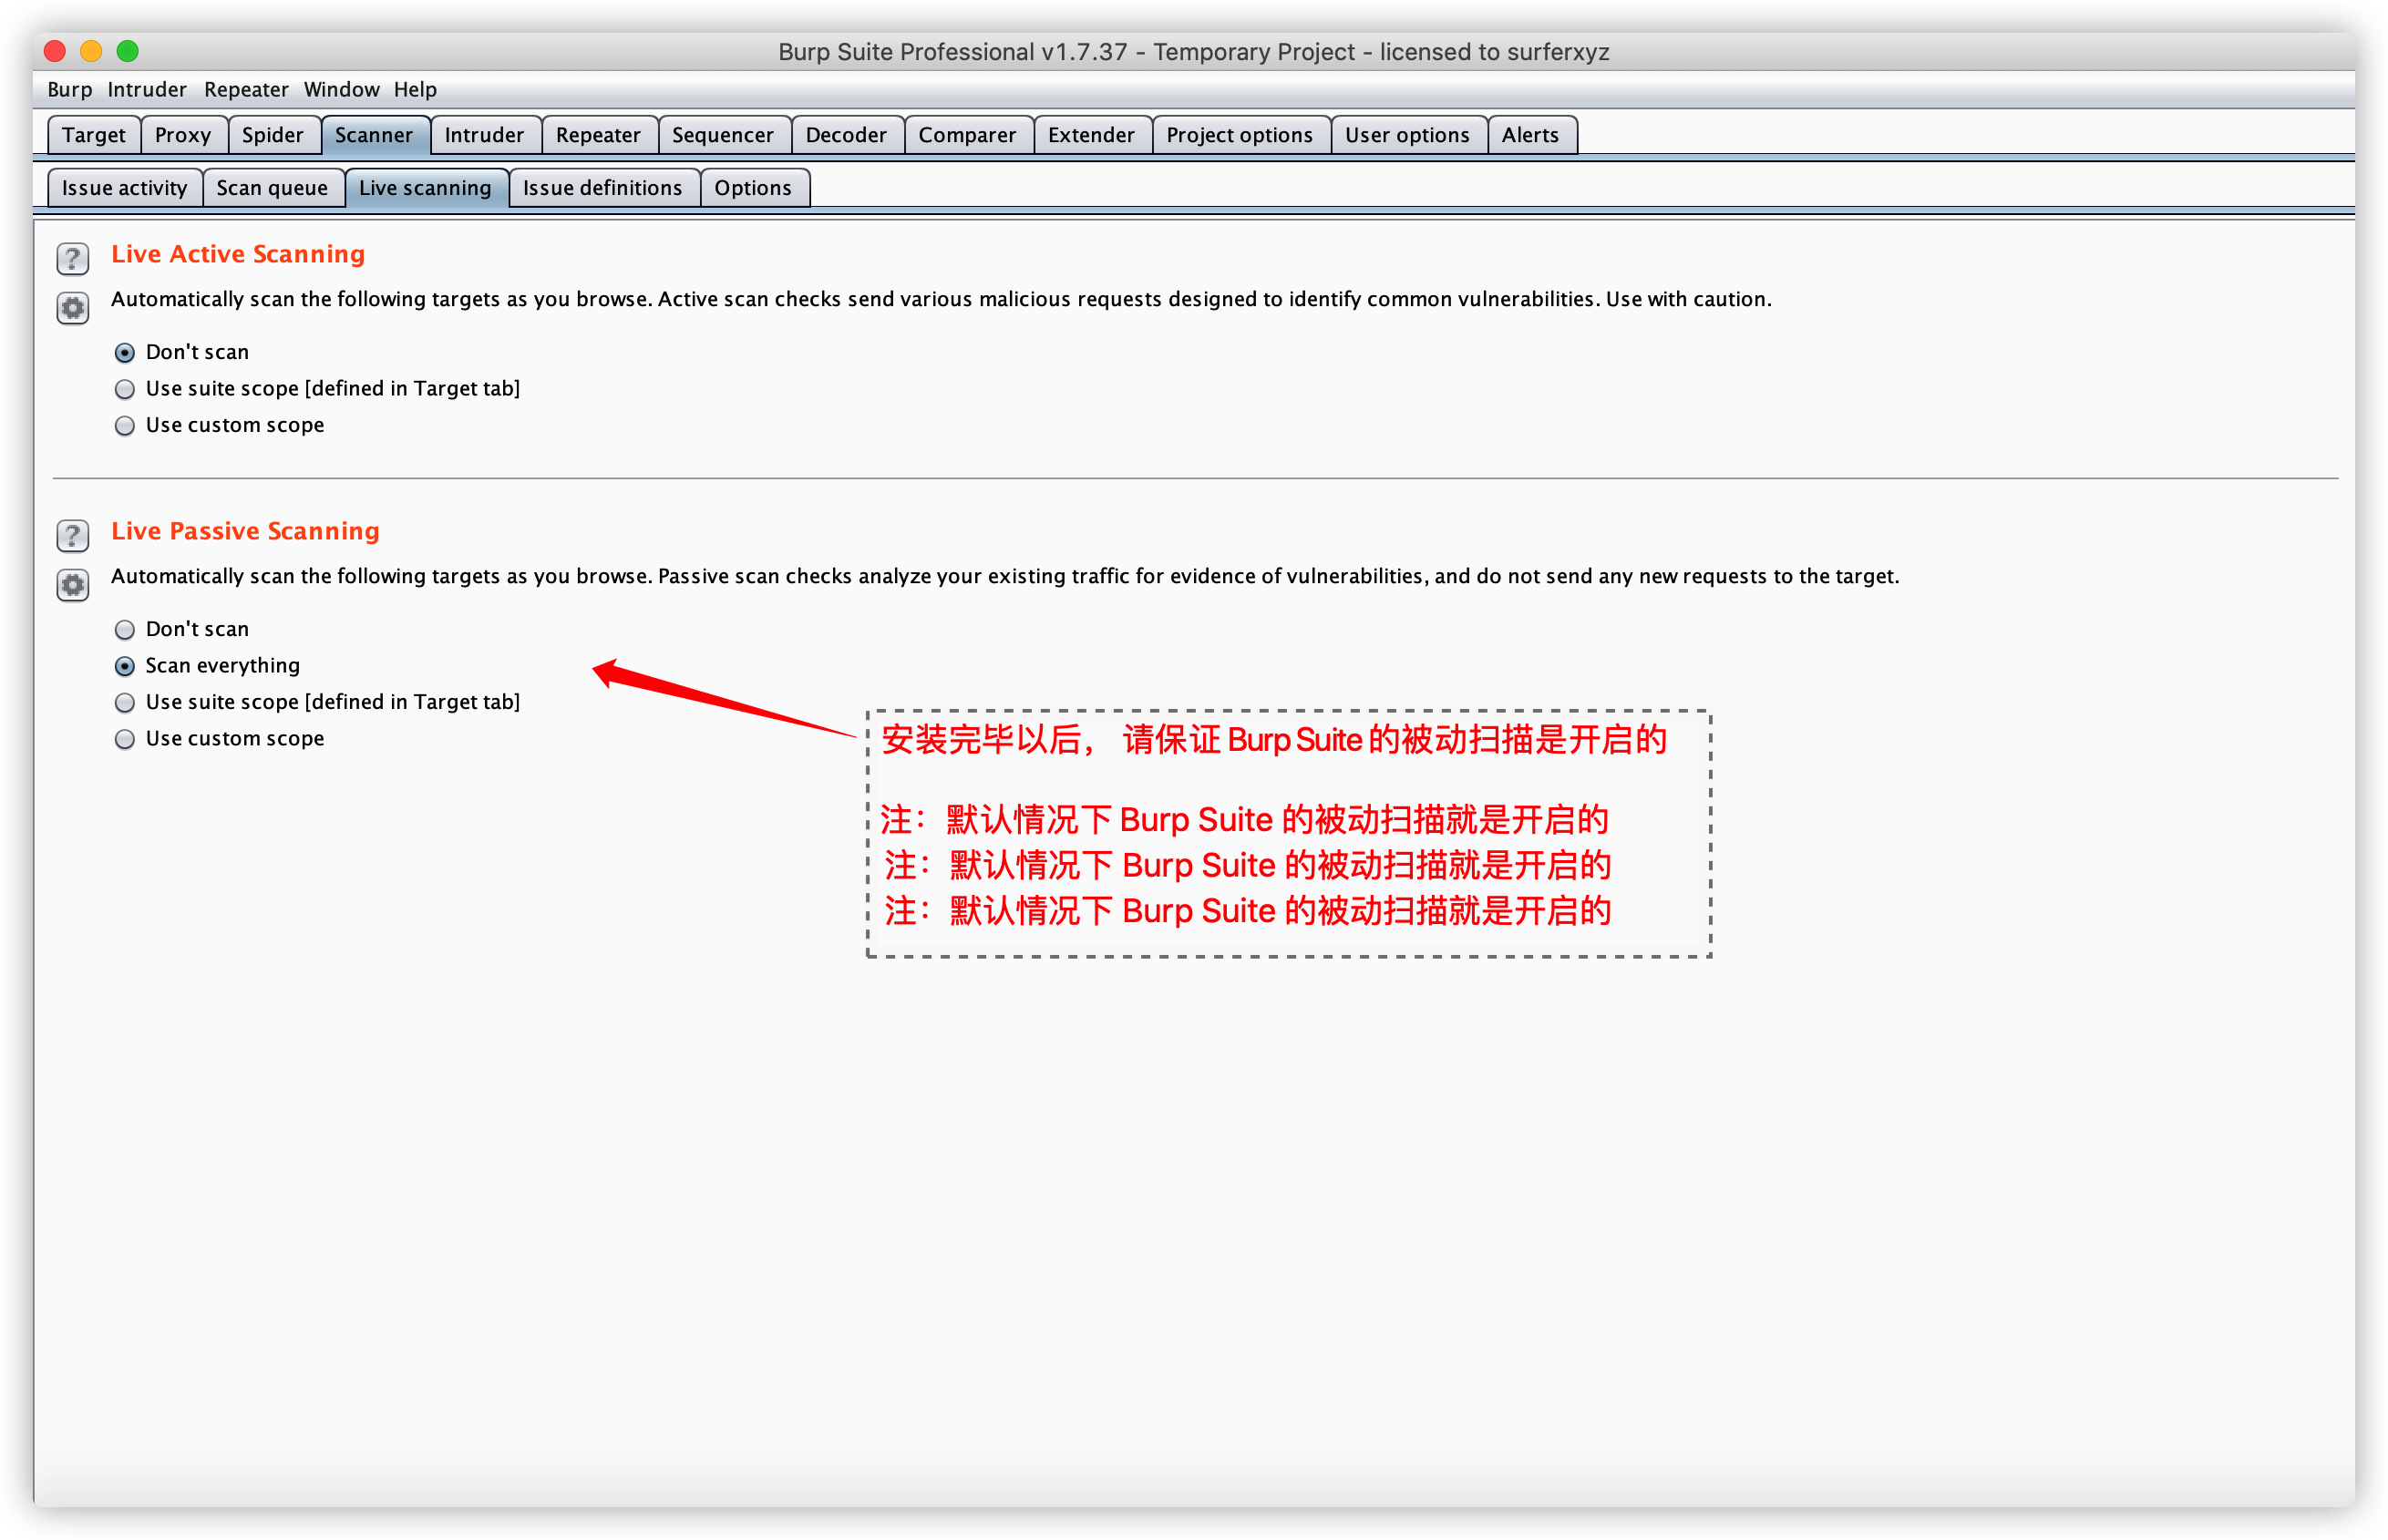 Burp Suite Professional v1.7.37 - Temporary Project - licensed to surferxyz
Burp Intruder Repeater Window Help
Target Proxy Spider Scanner Intruder Repeater Sequencer Decoder Comparer Extender Project options User options Alerts
Issue activity Scan queue Live scanning Issue definitions Options
? Live Active Scanning
Automatically scan the following targets as you browse. Active scan checks send various malicious requests designed to identify common vulnerabilities. Use with caution.
Don't scan
Use suite scope [defined in Target tab]
Use custom scope
? Live Passive Scanning
Automatically scan the following targets as you browse. Passive scan checks analyze your existing traffic for evidence of vulnerabilities, and do not send any new requests to the target.
Don't scan
Scan everything
Use suite scope [defined in Target tab]
Use custom scope
安装完毕以后， 请保证 Burp Suite 的被动扫描是开启的
注：默认情况下 Burp Suite 的被动扫描就是开启的
注：默认情况下 Burp Suite 的被动扫描就是开启的
注：默认情况下 Burp Suite 的被动扫描就是开启的